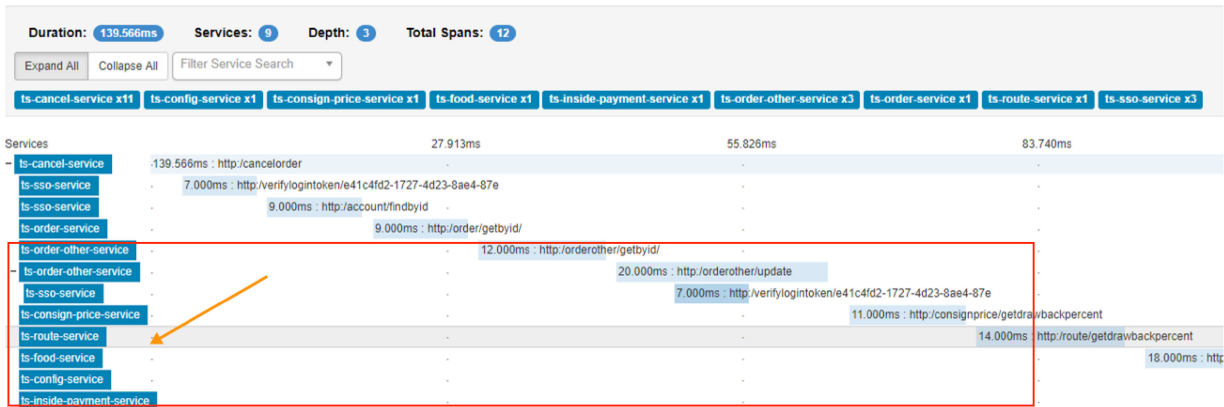 Duration: 139.566ms Services: 9 Depth: 3 Total Spans: 12
Expand All Collapse All Filter Service Search
ts-cancel-service x11 ts-config-service x1 ts-consign-price-service x1 ts-food-service x1 ts-inside-payment-service x1 ts-order-other-service x3 ts-order-service x1 ts-route-service x1 ts-sso-service x3
Services 27.913ms 55.826ms 83.740ms
- ts-cancel-service 139.566ms : http:/cancelorder
ts-sso-service 7.000ms : http:/verifylogintoken/e41c4fd2-1727-4d23-8ae4-87e
ts-sso-service 9.000ms : http:/account/findbyid
ts-order-service 9.000ms : http:/order/getbyid/
ts-order-other-service 12.000ms : http:/orderother/getbyid/
- ts-order-other-service 20.000ms : http:/orderother/update
ts-sso-service 7.000ms : http:/verifylogintoken/e41c4fd2-1727-4d23-8ae4-87e
ts-consign-price-service 11.000ms : http:/consignprice/getdrawbackpercent
ts-route-service 14.000ms : http:/route/getdrawbackpercent
ts-food-service 18.000ms : http
ts-config-service
ts-inside-payment-service